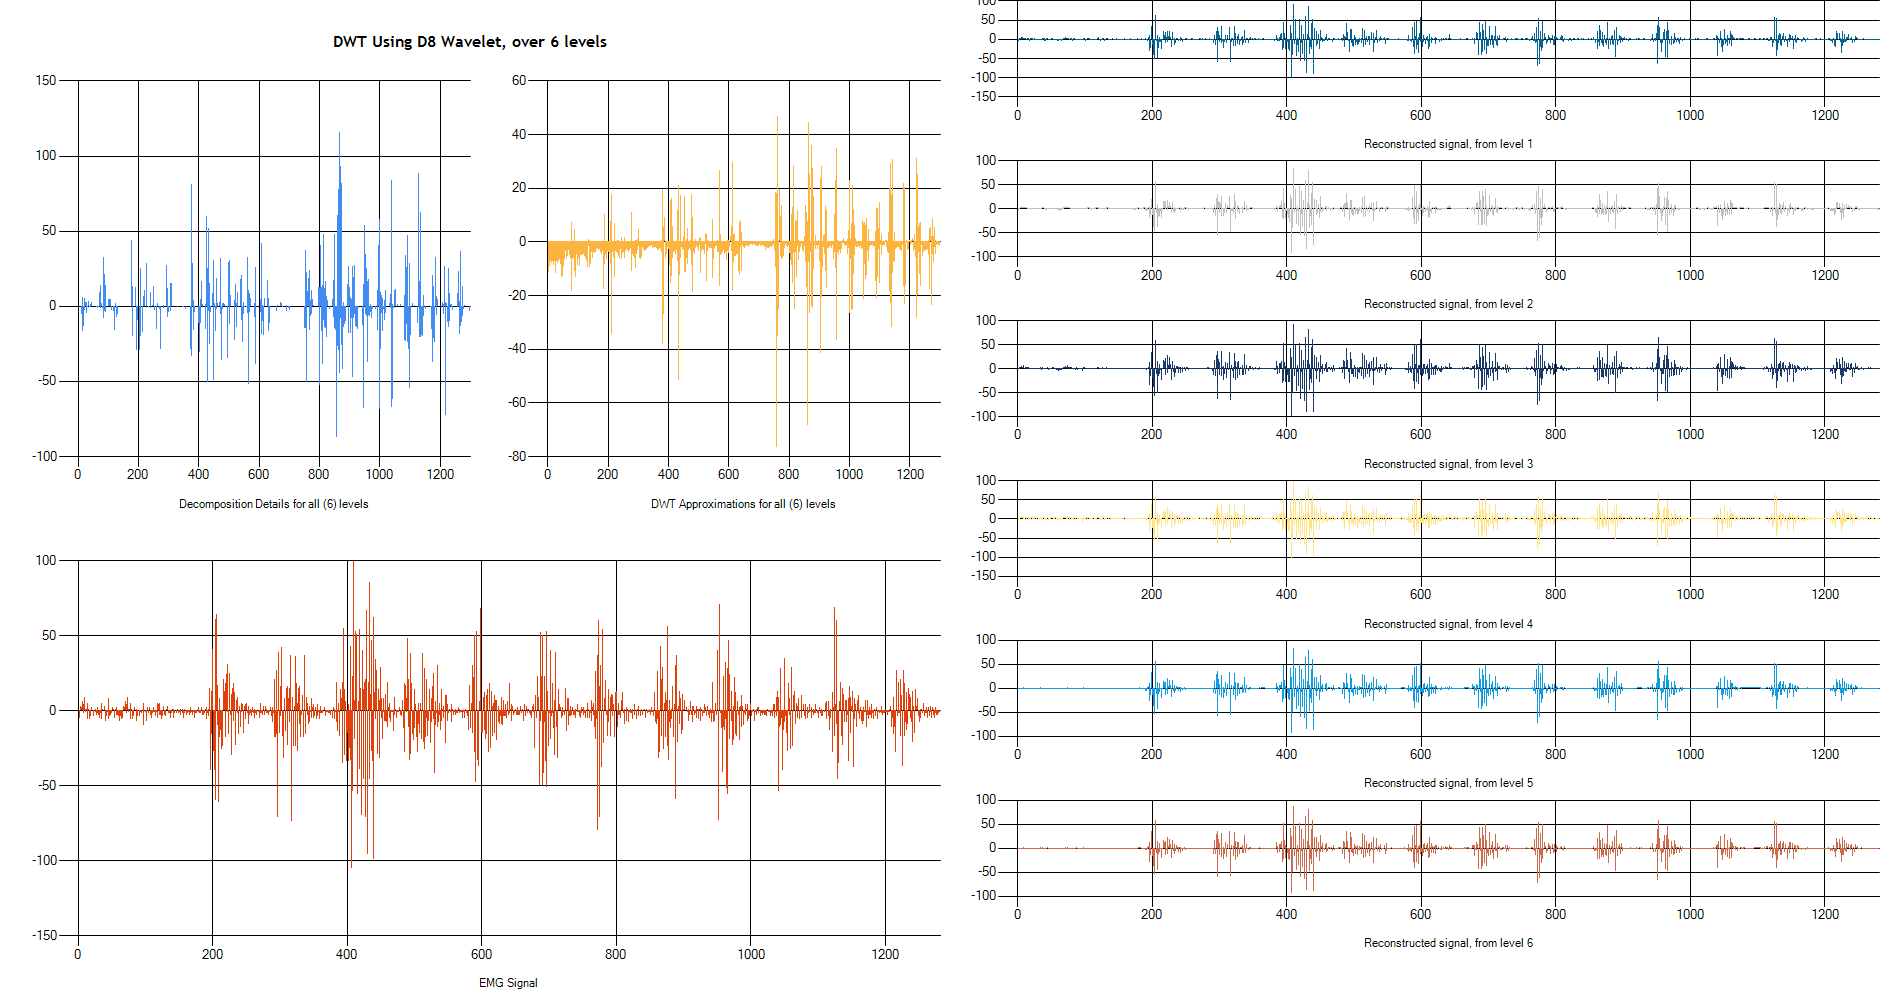 DWT Using D8 Wavelet, over 6 levels
150
100
50
0
-50
-100
0 200 400 600 800 1000 1200
Decomposition Details for all (6) levels
60
40
20
0
-20
-40
-60
-80
0 200 400 600 800 1000 1200
DWT Approximations for all (6) levels
100
50
0
-50
-100
-150
0 200 400 600 800 1000 1200
EMG Signal
100
50
0
-50
-100
-150
0 200 400 600 800 1000 1200
Reconstructed signal, from level 1
100
50
0
-50
-100
0 200 400 600 800 1000 1200
Reconstructed signal, from level 2
100
50
0
-50
-100
0 200 400 600 800 1000 1200
Reconstructed signal, from level 3
100
50
0
-50
-100
-150
0 200 400 600 800 1000 1200
Reconstructed signal, from level 4
100
50
0
-50
-100
0 200 400 600 800 1000 1200
Reconstructed signal, from level 5
100
50
0
-50
-100
0 200 400 600 800 1000 1200
Reconstructed signal, from level 6